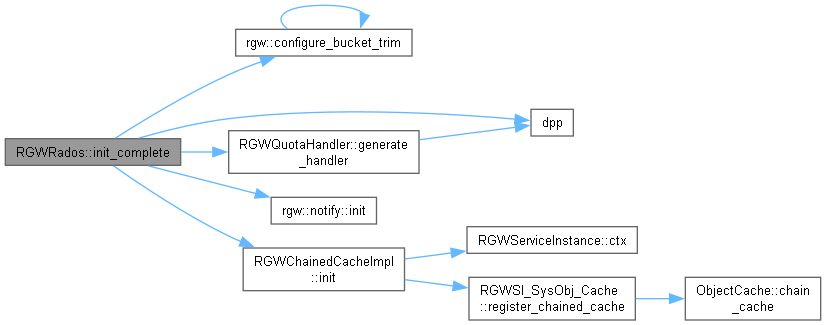 rgw::configure_bucket_trim
dpp
RGWRados::init_complete
RGWQuotaHandler::generate
_handler
rgw::notify::init
RGWServiceInstance::ctx
RGWChainedCacheImpl
::init
RGWSI_SysObj_Cache
::register_chained_cache
ObjectCache::chain
_cache